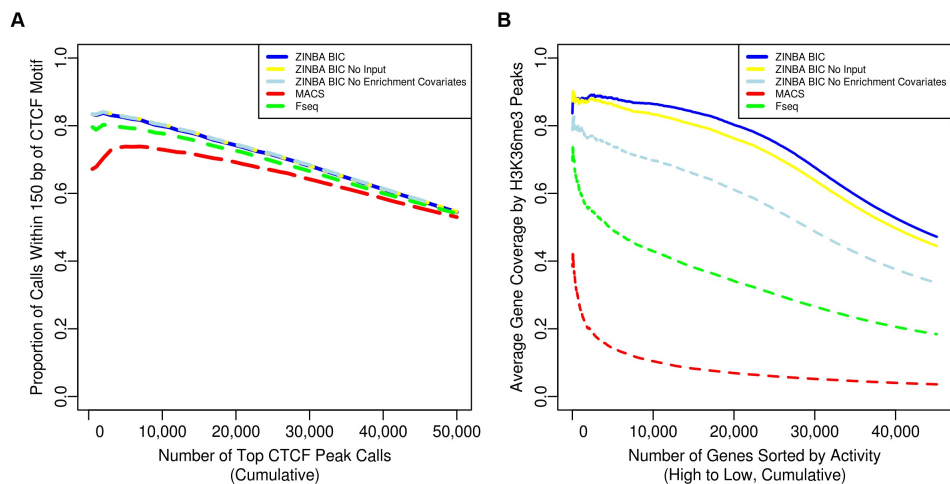 A
Proportion of Calls Within 150 bp of CTCF Motif
1.0
0.8
0.6
0.4
0.2
0.0
ZINBA BIC
ZINBA BIC No Input
ZINBA BIC No Enrichment Covariates
MACS
Fseq
0 10,000 20,000 30,000 40,000 50,000
Number of Top CTCF Peak Calls
(Cumulative)
B
Average Gene Coverage by H3K36me3 Peaks
1.0
0.8
0.6
0.4
0.2
0.0
ZINBA BIC
ZINBA BIC No Input
ZINBA BIC No Enrichment Covariates
MACS
Fseq
0 10,000 20,000 30,000 40,000
Number of Genes Sorted by Activity
(High to Low, Cumulative)